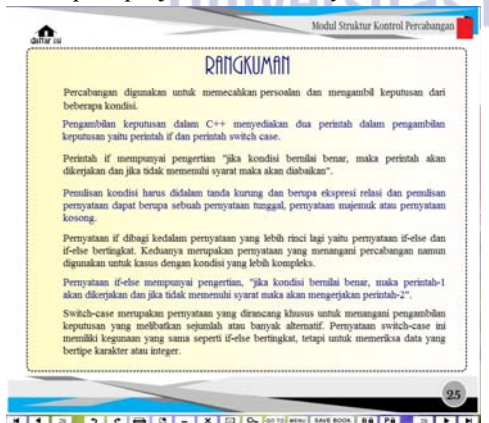 Modul Struktur Kontrol Percabangan
daftar isi
RANGKUMAN
Percabangan digunakan untuk memecahkan persoalan dan mengambil keputusan dari
beberapa kondisi.
Pengambilan keputusan dalam C++ menyediakan dua perintah dalam pengambilan
keputusan yaitu perintah if dan perintah switch case.
Perintah if mempunyai pengertian "jika kondisi bernilai benar, maka perintah akan
dikerjakan dan jika tidak memenuhi syarat maka akan diabaikan".
Penulisan kondisi harus didalam tanda kurung dan berupa ekspresi relasi dan penulisan
pernyataan dapat berupa sebuah pernyataan tunggal, pernyataan majemuk atau pernyataan
kosong.
Pernyataan if dibagi kedalam pernyataan yang lebih rinci lagi yaitu pernyataan if-else dan
if-else bertingkat. Keduanya merupakan pernyataan yang menangani percabangan namun
digunakan untuk kasus dengan kondisi yang lebih kompleks.
Pernyataan if-else mempunyai pengertian, "jika kondisi bernilai benar, maka perintah-1
akan dikerjakan dan jika tidak memenuhi syarat maka akan mengerjakan perintah-2".
Switch-case merupakan pernyataan yang dirancang khusus untuk menangani pengambilan
keputusan yang melibatkan sejumlah atau banyak alternatif. Pernyataan switch-case ini
memiliki kegunaan yang sama seperti if-else bertingkat, tetapi untuk memeriksa data yang
bertipe karakter atau integer.
25
GO TO MENU SAVE BOOK